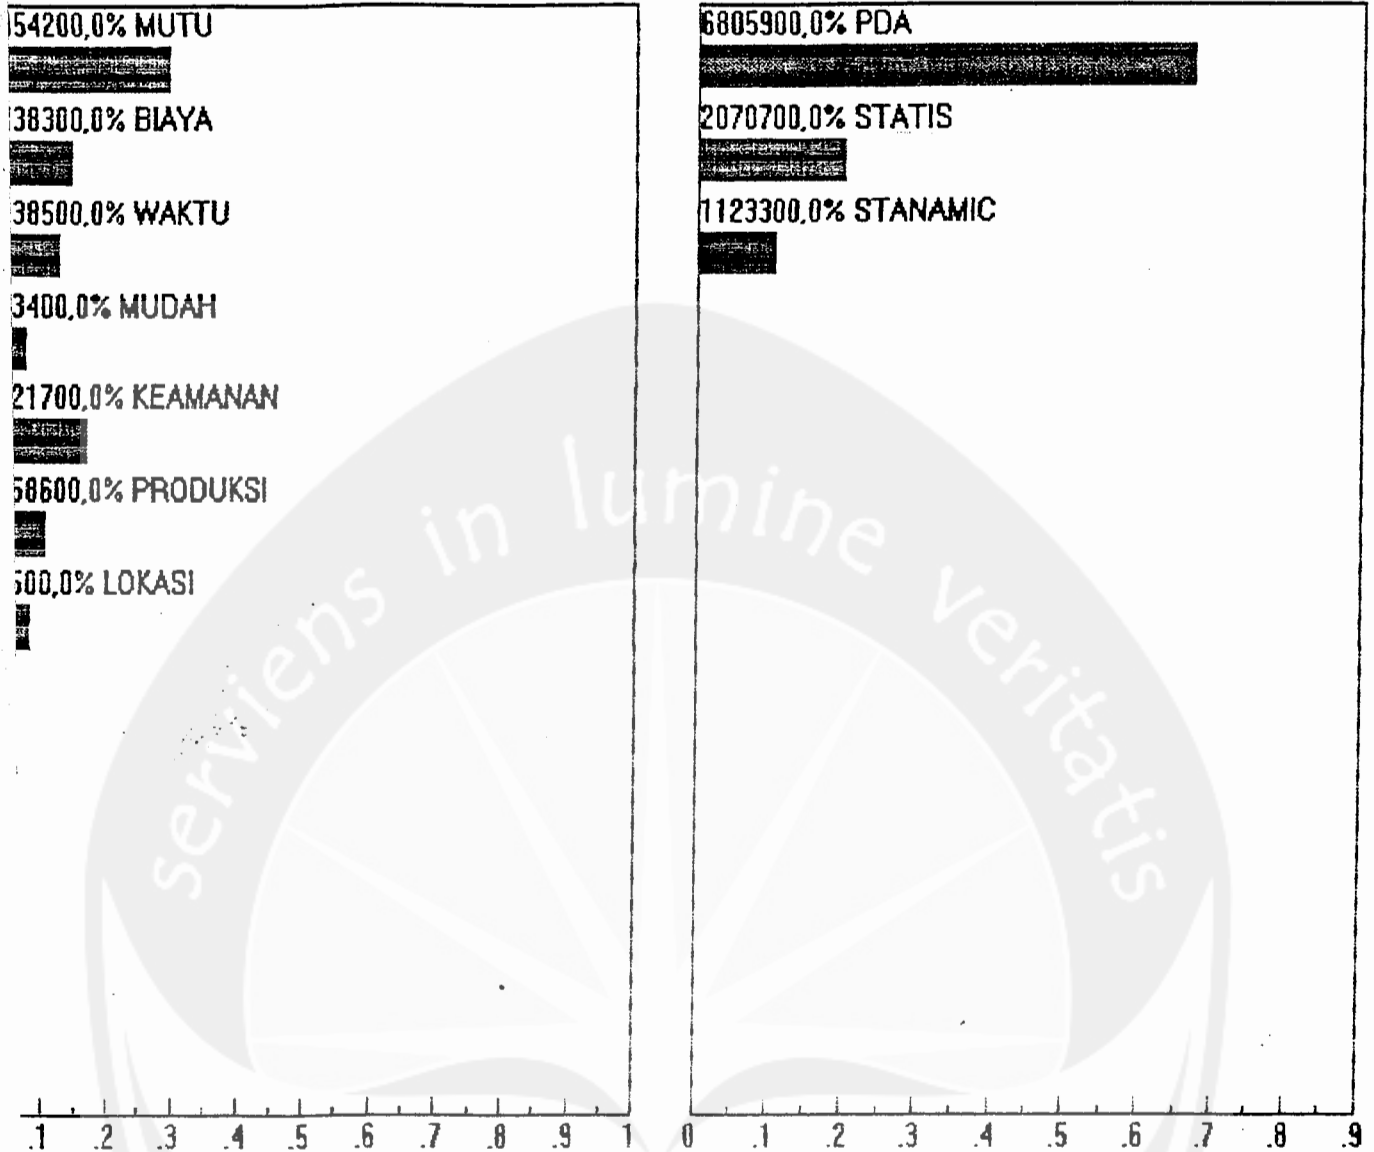 54200,0% MUTU
38300,0% BIAYA
38500,0% WAKTU
3400,0% MUDAH
21700,0% KEAMANAN
58600,0% PRODUKSI
500,0% LOKASI
.1 .2 .3 .4 .5 .6 .7 .8 .9 1
6805900,0% PDA
2070700,0% STATIS
1123300,0% STANAMIC
0 .1 .2 .3 .4 .5 .6 .7 .8 .9
serviens in lumine veritatis